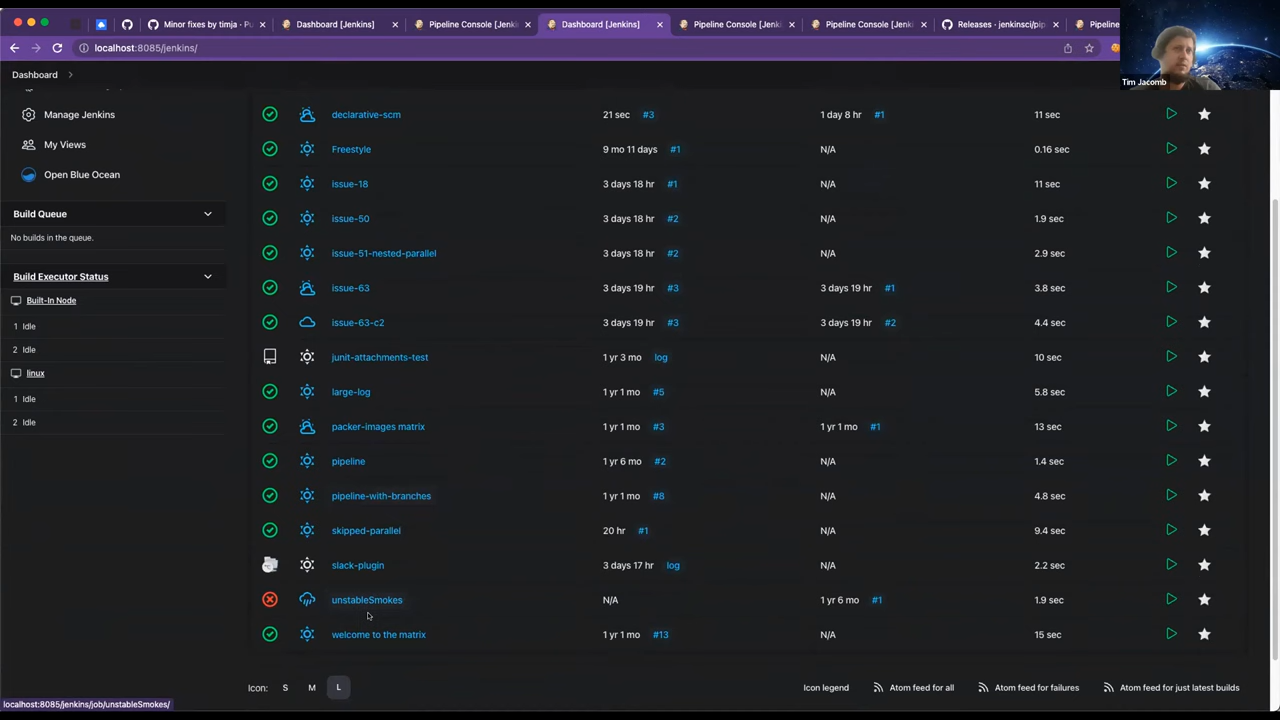 Minor fixes by timja · Pu
Dashboard [Jenkins]
Pipeline Console [Jenki
Dashboard [Jenkins]
Pipeline Console [Jenk
Pipeline Console [Jenk
Releases · jenkinsci/pip
Pipeline
localhost:8085/jenkins/
Tim Jacomb
Dashboard
Manage Jenkins
My Views
Open Blue Ocean
Build Queue
No builds in the queue.
Build Executor Status
Built-In Node
1 Idle
2 Idle
linux
1 Idle
2 Idle
declarative-scm 21 sec #3 1 day 8 hr #1 11 sec
Freestyle 9 mo 11 days #1 N/A 0.16 sec
issue-18 3 days 18 hr #1 N/A 11 sec
issue-50 3 days 18 hr #2 N/A 1.9 sec
issue-51-nested-parallel 3 days 18 hr #2 N/A 2.9 sec
issue-63 3 days 19 hr #3 3 days 19 hr #1 3.8 sec
issue-63-c2 3 days 19 hr #3 3 days 19 hr #2 4.4 sec
junit-attachments-test 1 yr 3 mo log N/A 10 sec
large-log 1 yr 1 mo #5 N/A 5.8 sec
packer-images matrix 1 yr 1 mo #3 1 yr 1 mo #1 13 sec
pipeline 1 yr 6 mo #2 N/A 1.4 sec
pipeline-with-branches 1 yr 1 mo #8 N/A 4.8 sec
skipped-parallel 20 hr #1 N/A 9.4 sec
slack-plugin 3 days 17 hr log N/A 2.2 sec
unstableSmokes N/A 1 yr 6 mo #1 1.9 sec
welcome to the matrix 1 yr 1 mo #13 N/A 15 sec
Icon: S M L
Icon legend
Atom feed for all
Atom feed for failures
Atom feed for just latest builds
localhost:8085/jenkins/job/unstableSmokes/